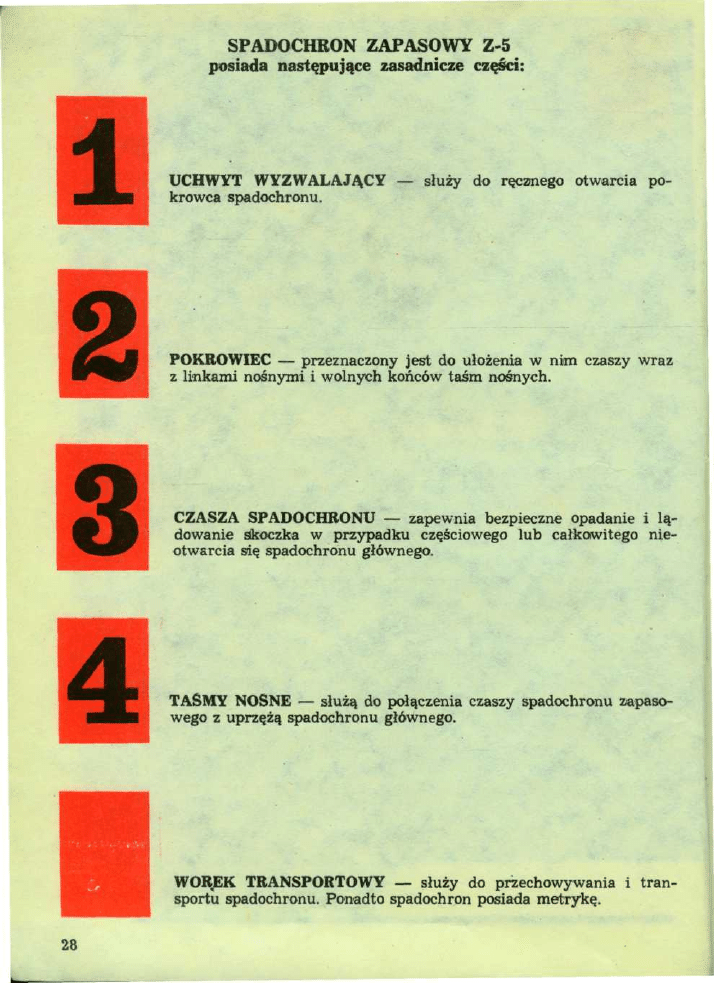 SPADOCHRON ZAPASOWY Z-5
posiada następujące zasadnicze części:
1
UCHWYT WYZWALAJĄCY — służy do ręcznego otwarcia po-
krowca spadochronu.
2
POKROWIEC — przeznaczony jest do ułożenia w nim czaszy wraz
z linkami nośnymi i wolnych końców taśm nośnych.
3
CZASZA SPADOCHRONU — zapewnia bezpieczne opadanie i lą-
dowanie skoczka w przypadku częściowego lub całkowitego nie-
otwarcia się spadochronu głównego.
4
TAŚMY NOŚNE — służą do połączenia czaszy spadochronu zapaso-
wego z uprzężą spadochronu głównego.
WOREK TRANSPORTOWY — służy do przechowywania i tran-
sportu spadochronu. Ponadto spadochron posiada metrykę.
28